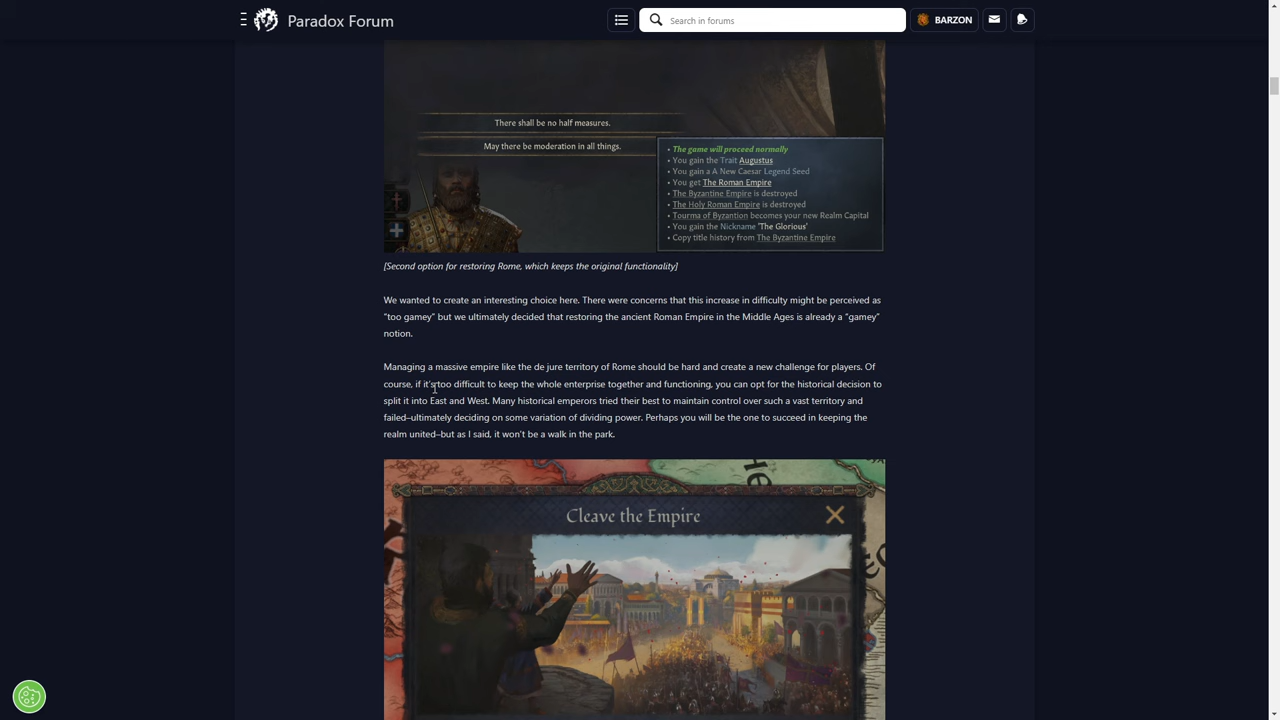 Paradox Forum
Search in forums
BARZON
There shall be no half measures.
May there be moderation in all things.
• The game will proceed normally
• You gain the Trait Augustus
• You gain a A New Caesar Legend Seed
• You get The Roman Empire
• The Byzantine Empire is destroyed
• The Holy Roman Empire is destroyed
• Tourma of Byzantion becomes your new Realm Capital
• You gain the Nickname 'The Glorious'
• Copy title history from The Byzantine Empire
[Second option for restoring Rome, which keeps the original functionality]
We wanted to create an interesting choice here. There were concerns that this increase in difficulty might be perceived as
“too gamey” but we ultimately decided that restoring the ancient Roman Empire in the Middle Ages is already a “gamey”
notion.
Managing a massive empire like the de jure territory of Rome should be hard and create a new challenge for players. Of
course, if it’s too difficult to keep the whole enterprise together and functioning, you can opt for the historical decision to
split it into East and West. Many historical emperors tried their best to maintain control over such a vast territory and
failed–ultimately deciding on some variation of dividing power. Perhaps you will be the one to succeed in keeping the
realm united–but as I said, it won’t be a walk in the park.
Cleave the Empire